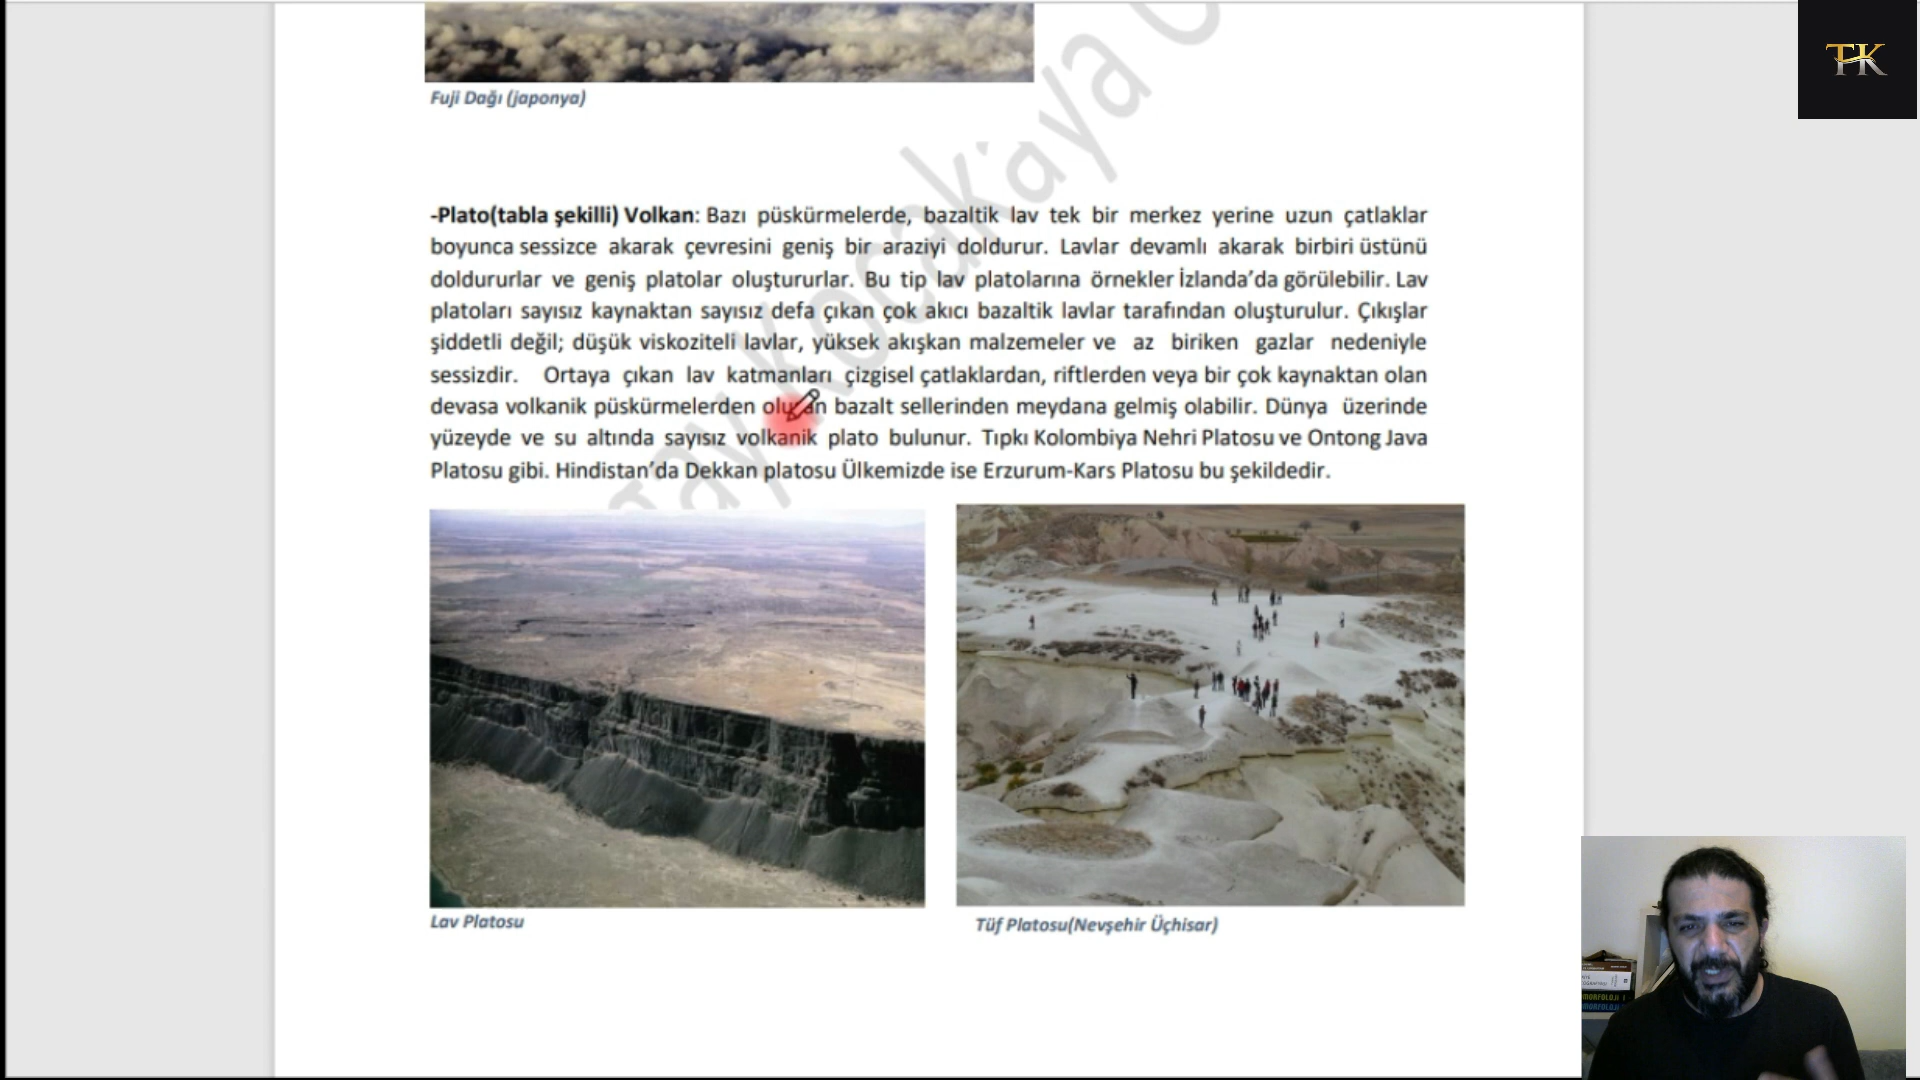 TK
Fuji Dağı (japonya)
-Plato(tabla şekilli) Volkan: Bazı püskürmelerde, bazaltik lav tek bir merkez yerine uzun çatlaklar
boyunca sessizce akarak çevresini geniş bir araziyi doldurur. Lavlar devamlı akarak birbiri üstünü
doldururlar ve geniş platolar oluştururlar. Bu tip lav platolarına örnekler İzlanda'da görülebilir. Lav
platoları sayısız kaynaktan sayısız defa çıkan çok akıcı bazaltik lavlar tarafından oluşturulur. Çıkışlar
şiddetli değil; düşük viskoziteli lavlar, yüksek akışkan malzemeler ve az biriken gazlar nedeniyle
sessizdir. Ortaya çıkan lav katmanları çizgisel çatlaklardan, riftlerden veya bir çok kaynaktan olan
devasa volkanik püskürmelerden oluşan bazalt sellerinden meydana gelmiş olabilir. Dünya üzerinde
yüzeyde ve su altında sayısız volkanik plato bulunur. Tıpkı Kolombiya Nehri Platosu ve Ontong Java
Platosu gibi. Hindistan'da Dekkan platosu Ülkemizde ise Erzurum-Kars Platosu bu şekildedir.
Lav Platosu
Tüf Platosu(Nevşehir Üçhisar)
Kocakaya